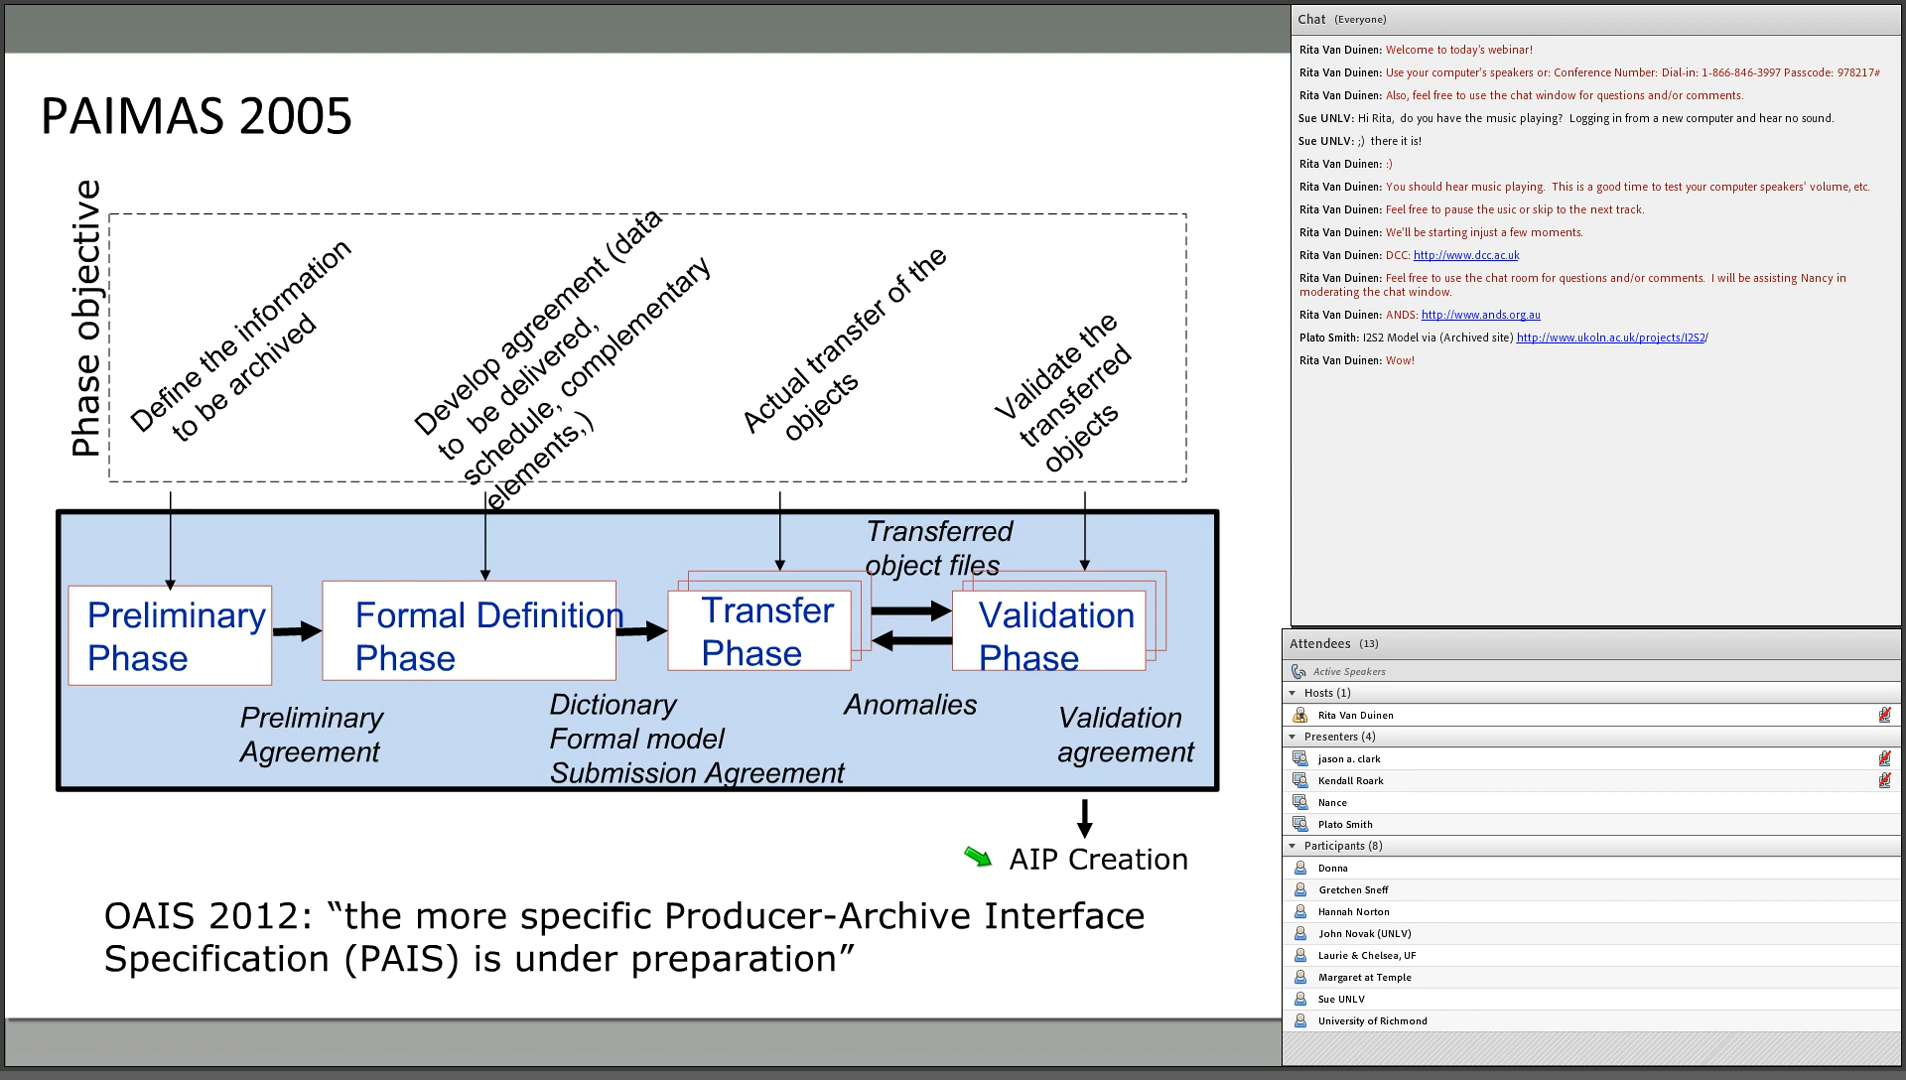 PAIMAS 2005
Phase objective
Define the information
to be archived
Develop agreement (data
to be delivered,
schedule, complementary
elements,)
Actual transfer of the
objects
Validate the
transferred
objects
Transferred
object files
Preliminary
Phase
Formal Definition
Phase
Transfer
Phase
Validation
Phase
Preliminary
Agreement
Dictionary
Formal model
Submission Agreement
Anomalies
Validation
agreement
AIP Creation
OAIS 2012: “the more specific Producer-Archive Interface
Specification (PAIS) is under preparation”
Chat (Everyone)
Rita Van Duinen: Welcome to today's webinar!
Rita Van Duinen: Use your computer's speakers or: Conference Number: Dial-in: 1-866-846-3997 Passcode: 978217#
Rita Van Duinen: Also, feel free to use the chat window for questions and/or comments.
Sue UNLV: Hi Rita, do you have the music playing? Logging in from a new computer and hear no sound.
Sue UNLV: ;) there it is!
Rita Van Duinen: :)
Rita Van Duinen: You should hear music playing. This is a good time to test your computer speakers' volume, etc.
Rita Van Duinen: Feel free to pause the usic or skip to the next track.
Rita Van Duinen: We'll be starting injust a few moments.
Rita Van Duinen: DCC: http://www.dcc.ac.uk
Rita Van Duinen: Feel free to use the chat room for questions and/or comments. I will be assisting Nancy in
moderating the chat window.
Rita Van Duinen: ANDS: http://www.ands.org.au
Plato Smith: I2S2 Model via (Archived site) http://www.ukoln.ac.uk/projects/I2S2/
Rita Van Duinen: Wow!
Attendees (13)
Active Speakers
Hosts (1)
Rita Van Duinen
Presenters (4)
jason a. clark
Kendall Roark
Nance
Plato Smith
Participants (8)
Donna
Gretchen Sneff
Hannah Norton
John Novak (UNLV)
Laurie & Chelsea, UF
Margaret at Temple
Sue UNLV
University of Richmond